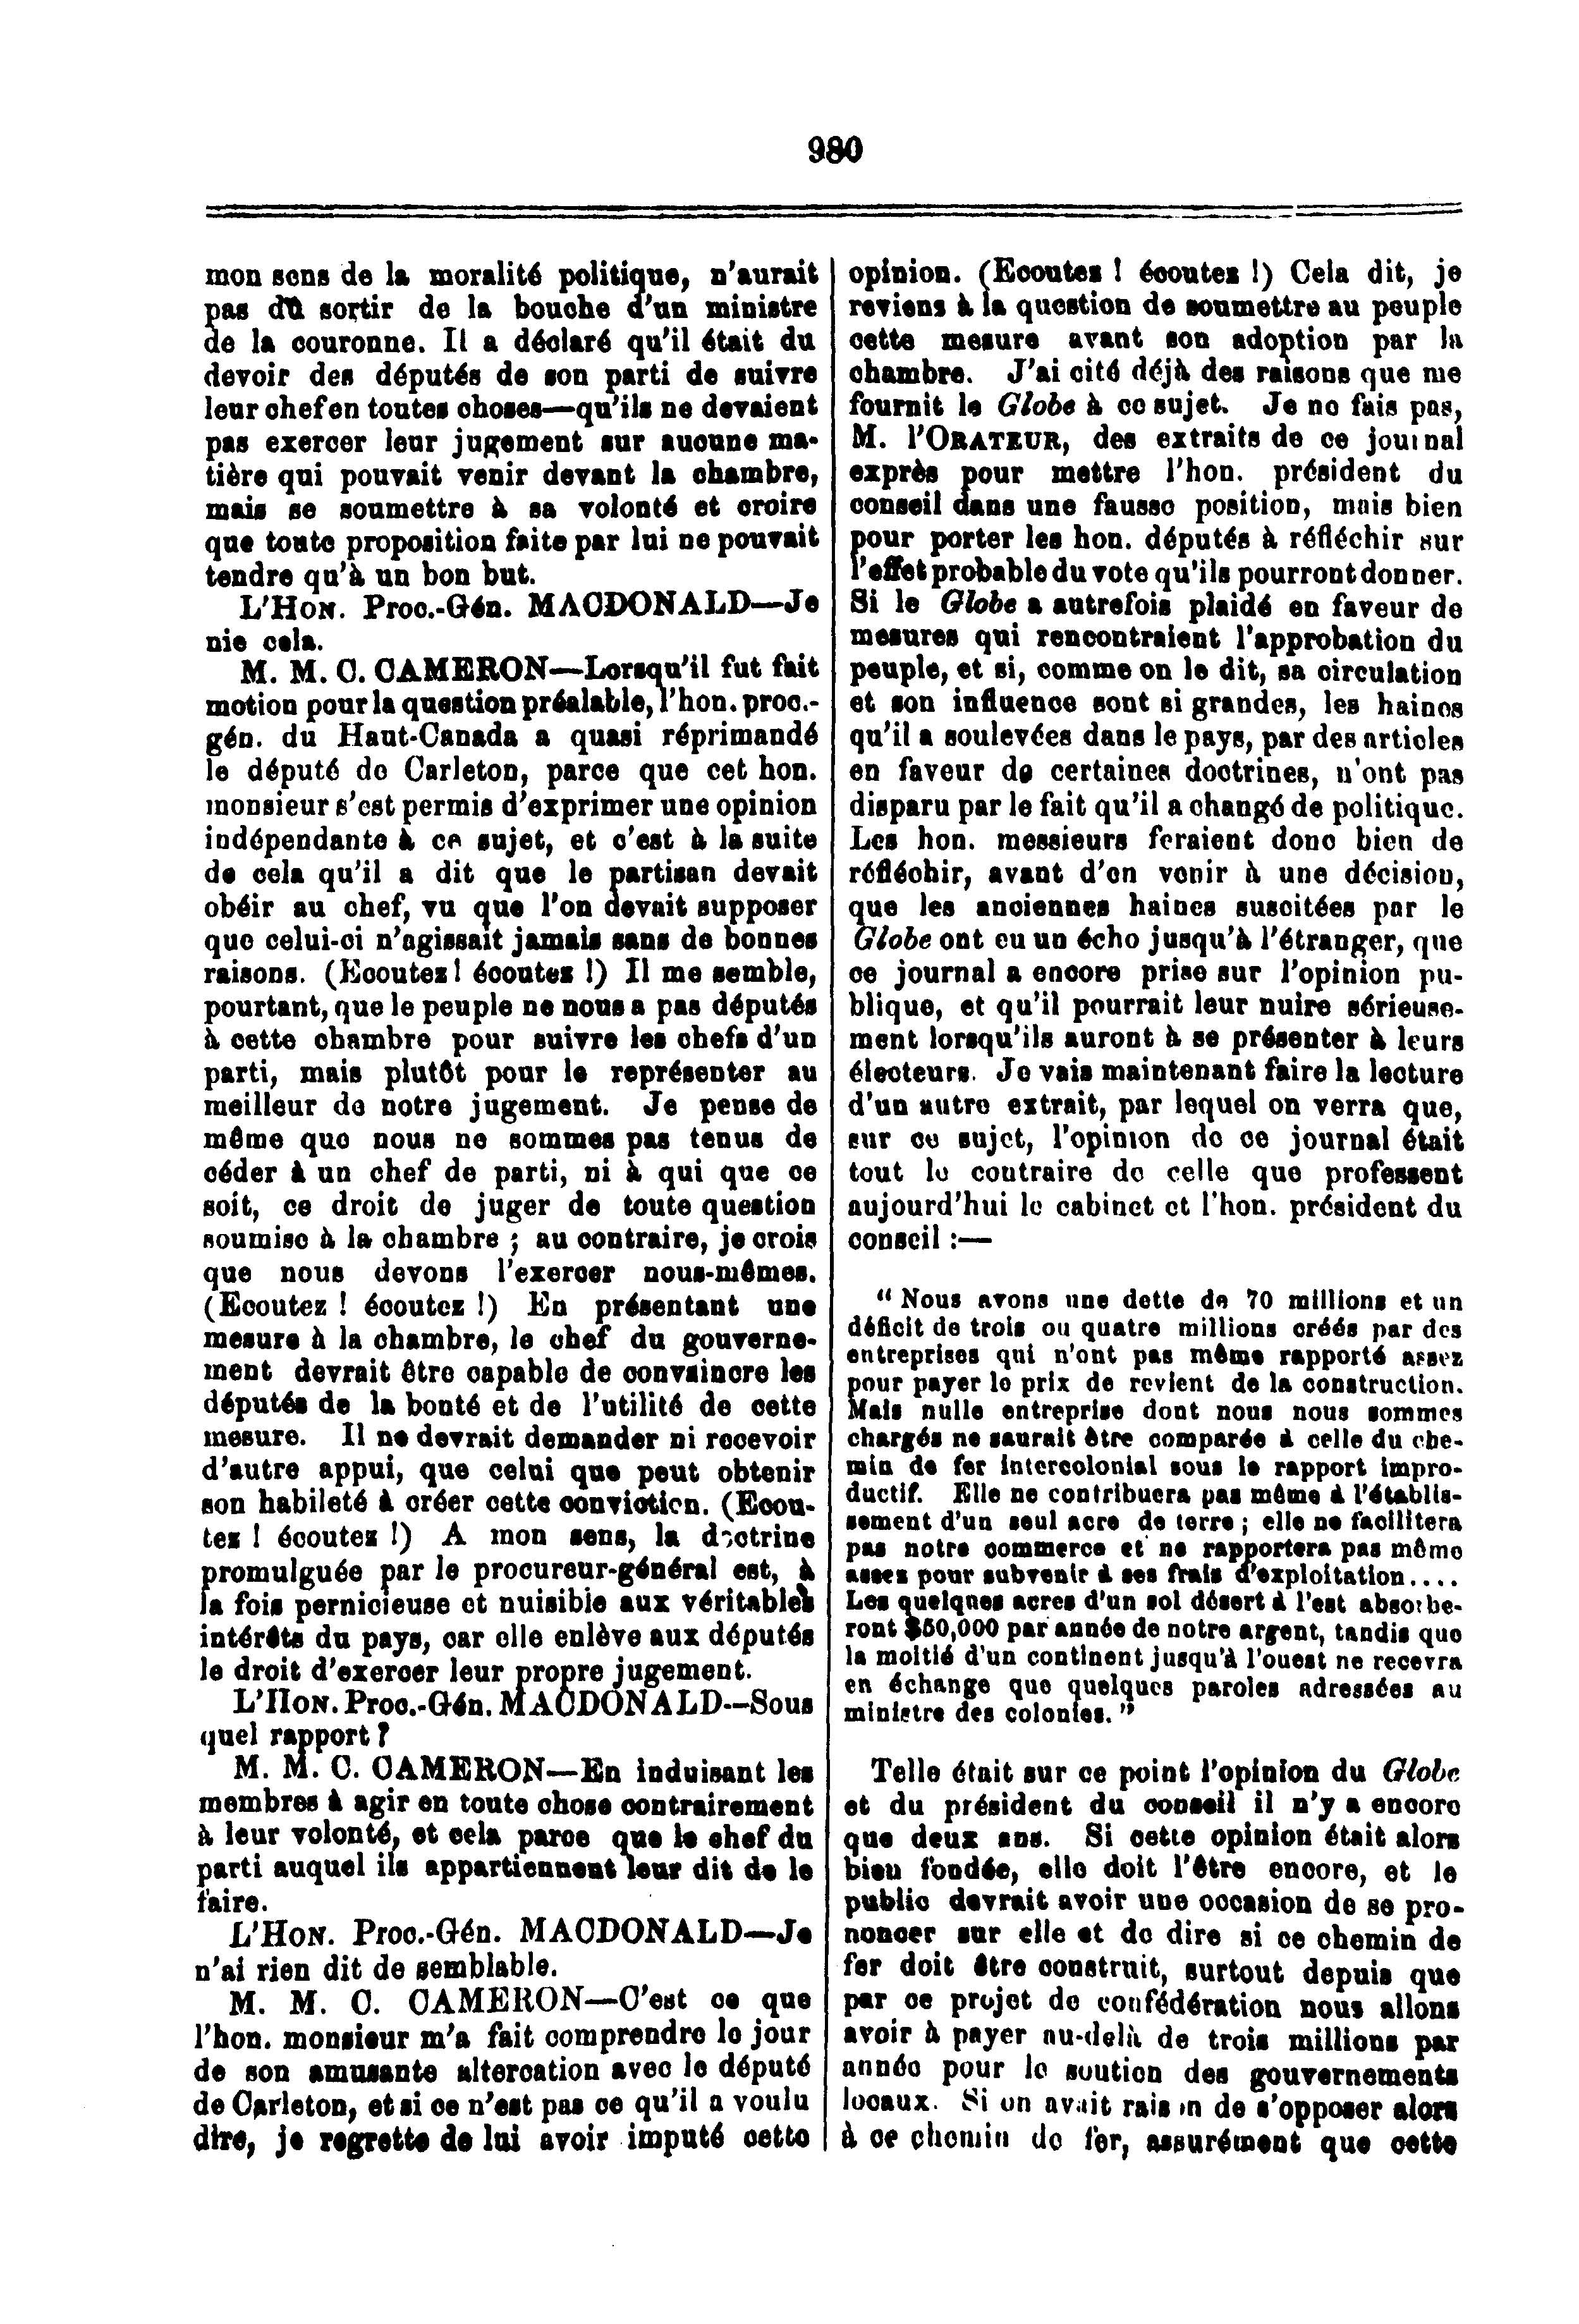 980
mon sens de la moralité politique, n'aurait
pas dû sortir de la bouche d'un ministre
de la couronne. Il a déclaré qu'il était du
devoir des députés de son parti de suivre
leur chef en toutes choses—qu'ils ne devaient
pas exercer leur jugement sur aucune ma-
tière qui pouvait venir devant la chambre,
mais se soumettre à sa volonté et croire
que toute proposition faite par lui ne pouvait
tendre qu'à un bon but.
L'HON. Proc.-Gén. MACDONALD—Je
nie cela.
M. M. C. CAMERON—Lorsqu'il fut fait
motion pour la question préalable, l'hon. proc.-
gén. du Haut-Canada a quasi réprimandé
le député de Carleton, parce que cet hon.
monsieur s'est permis d'exprimer une opinion
indépendante à ce sujet, et c'est à la suite
de cela qu'il a dit que le partisan devait
obéir au chef, vu que l'on devait supposer
que celui-ci n'agissait jamais sans de bonnes
raisons. (Ecoutez ! écoutez !) Il me semble,
pourtant, que le peuple ne nous a pas députés
à cette chambre pour suivre les chefs d'un
parti, mais plutôt pour le représenter au
meilleur de notre jugement. Je pense de
même que nous ne sommes pas tenus de
céder à un chef de parti, ni à qui que ce
soit, ce droit de juger de toute question
soumise à la chambre ; au contraire, je crois
que nous devons l'exercer nous-mêmes.
(Ecoutez ! écoutez !) En présentant une
mesure à la chambre, le chef du gouverne-
ment devrait être capable de convaincre les
députés de la bonté et de l'utilité de cette
mesure. Il ne devrait demander ni recevoir
d'autre appui, que celui que peut obtenir
son habileté à créer cette conviction. (Ecou-
tez ! écoutez !) A mon sens, la doctrine
promulguée par le procureur-général est, à
la fois pernicieuse et nuisible aux véritables
intérêts du pays, car elle enlève aux députés
le droit d'exercer leur propre jugement.
L'HON. Proc.-Gén. MACDONALD—Sous
quel rapport ?
M. M. C. CAMERON—En induisant les
membres à agir en toute chose contrairement
à leur volonté, et cela parce que le chef du
parti auquel ils appartiennent leur dit de le
faire.
L'HON. Proc.-Gén. MACDONALD—Je
n'ai rien dit de semblable.
M. M. C. CAMERON—C'est ce que
l'hon. monsieur m'a fait comprendre le jour
de son amusante altercation avec le député
de Carleton, et si ce n'est pas ce qu'il a voulu
dire, je regrette de lui avoir imputé cette
opinion. (Ecoutez ! écoutez !) Cela dit, je
reviens à la question de soumettre au peuple
cette mesure avant son adoption par la
chambre. J'ai cité déjà des raisons que me
fournit le Globe à ce sujet. Je ne fais pas,
M. l'ORATEUR, des extraits de ce journal
exprès pour mettre l'hon. président du
conseil dans une fausse position, mais bien
pour porter les hon. députés à réfléchir sur
l'effet probable du vote qu'ils pourront donner.
Si le Globe a autrefois plaidé en faveur de
mesures qui rencontraient l'approbation du
peuple, et si, comme on le dit, sa circulation
et son influence sont si grandes, les haines
qu'il a soulevées dans le pays, par des articles
en faveur de certaines doctrines, n'ont pas
disparu par le fait qu'il a changé de politique.
Les hon. messieurs feraient donc bien de
réfléchir, avant d'en venir à une décision,
que les anciennes haines suscitées par le
Globe ont eu un écho jusqu'à l'étranger, que
ce journal a encore prise sur l'opinion pu-
blique, et qu'il pourrait leur nuire sérieuse-
ment lorsqu'ils auront à se présenter à leurs
électeurs. Je vais maintenant faire la lecture
d'un autre extrait, par lequel on verra que,
sur ce sujet, l'opinion de ce journal était
tout le contraire de celle que professent
aujourd'hui le cabinet et l'hon. président du
conseil :—
“ Nous avons une dette de 70 millions et un
déficit de trois ou quatre millions créés par des
entreprises qui n'ont pas même rapporté assez
pour payer le prix de revient de la construction.
Mais nulle entreprise dont nous nous sommes
chargés ne saurait être comparée à celle du che-
min de fer intercolonial sous le rapport impro-
ductif. Elle ne contribuera pas même à l'établis-
sement d'un seul acre de terre ; elle ne facilitera
pas notre commerce et ne rapportera pas même
assez pour subvenir à ses frais d'exploitation....
Les quelques acres d'un sol désert à l'est absorbe-
ront $50,000 par année de notre argent, tandis que
la moitié d'un continent jusqu'à l'ouest ne recevra
en échange que quelques paroles adressées au
ministre des colonies. ”
Telle était sur ce point l'opinion du Globe
et du président du conseil il n'y a encore
que deux ans. Si cette opinion était alors
bien fondée, elle doit l'être encore, et le
public devrait avoir une occasion de se pro-
noncer sur elle et de dire si ce chemin de
fer doit être construit, surtout depuis que
par ce projet de confédération nous allons
avoir à payer au-delà de trois millions par
année pour le soutien des gouvernements
locaux. Si on avait raison de s'opposer alors
à ce chemin de fer, assurément que cette